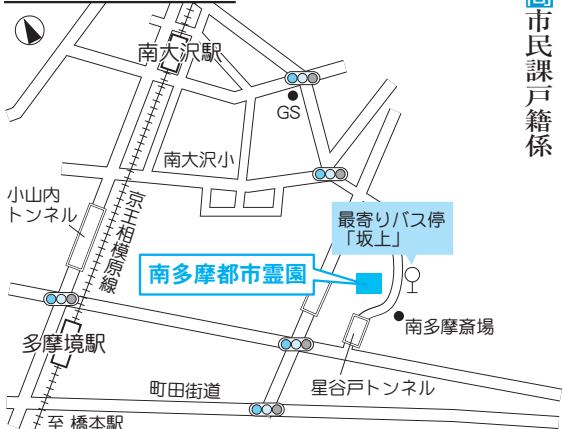 問市民課戸籍係
南大沢駅
GS
南大沢小
小山内
トンネル
京王相模原線
最寄りバス停
「坂上」
南多摩都市霊園
南多摩斎場
多摩境駅
町田街道
星谷戸トンネル
至 橋本駅